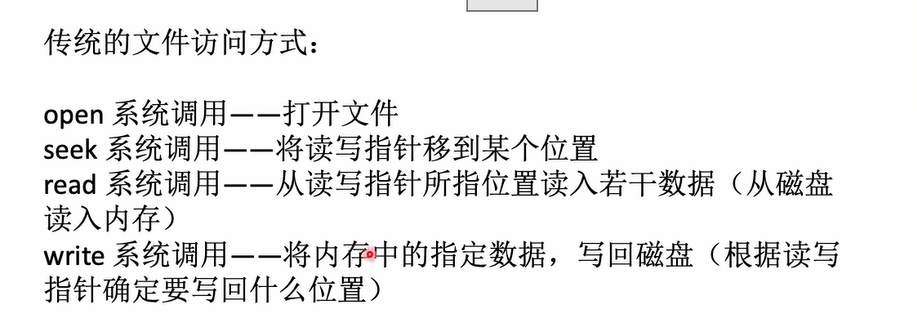 传统的文件访问方式：
open 系统调用——打开文件
seek 系统调用——将读写指针移到某个位置
read 系统调用——从读写指针所指位置读入若干数据（从磁盘
读入内存）
write 系统调用——将内存中的指定数据，写回磁盘（根据读写
指针确定要写回什么位置）